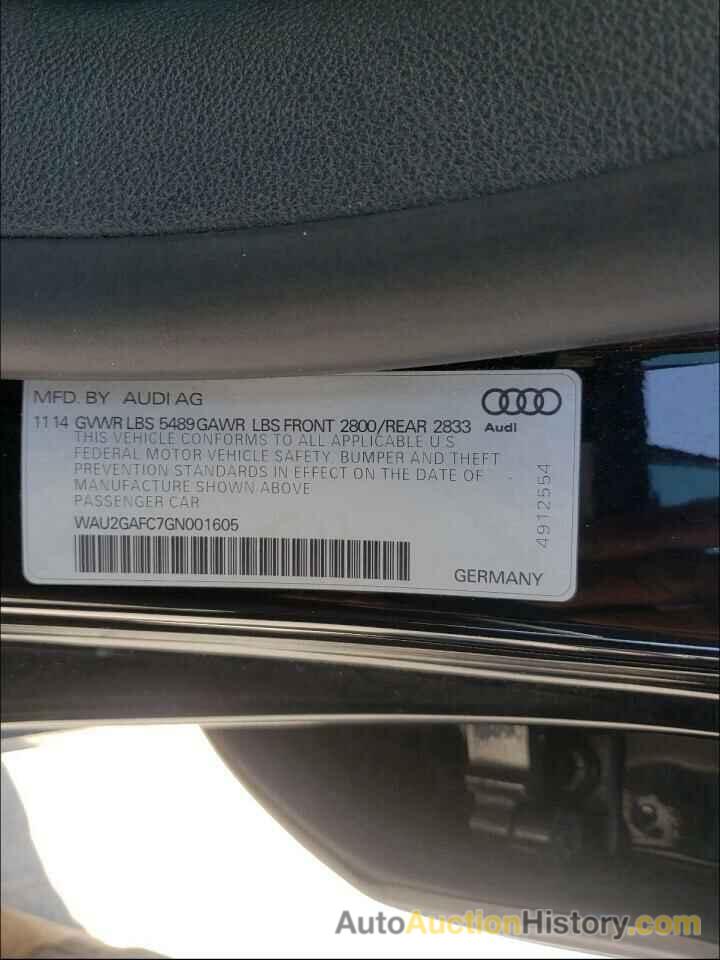 MFD. BY AUDI AG
11 14 GVWR LBS 5489 GAWR LBS FRONT 2800/REAR 2833
Audi
THIS VEHICLE CONFORMS TO ALL APPLICABLE U.S
FEDERAL MOTOR VEHICLE SAFETY, BUMPER AND THEFT
PREVENTION STANDARDS IN EFFECT ON THE DATE OF
MANUFACTURE SHOWN ABOVE
PASSENGER CAR
WAU2GAFC7GN001605
GERMANY
4912554
AutoAuctionHistory.com